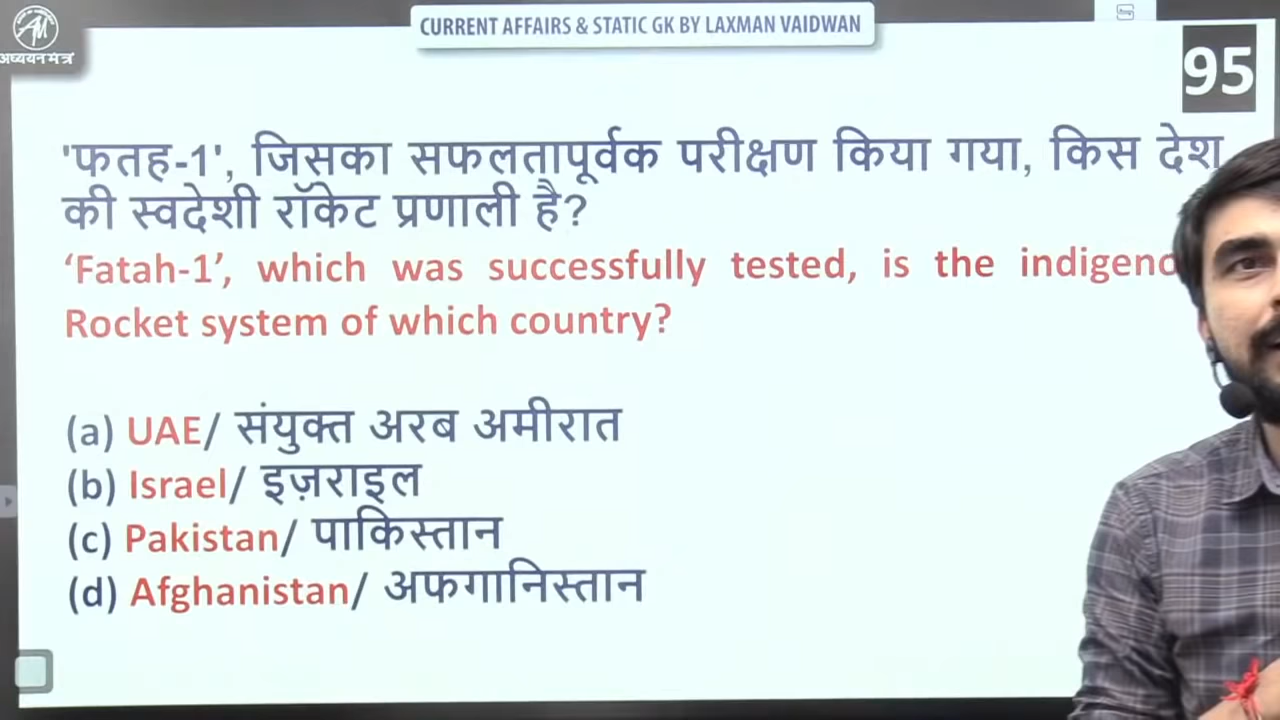 अध्ययन मंत्र
CURRENT AFFAIRS & STATIC GK BY LAXMAN VAIDWAN
95
'फतह-1', जिसका सफलतापूर्वक परीक्षण किया गया, किस देश
की स्वदेशी रॉकेट प्रणाली है?
‘Fatah-1’, which was successfully tested, is the
Rocket system of which country?
(a) UAE/ संयुक्त अरब अमीरात
(b) Israel/ इज़राइल
(c) Pakistan/ पाकिस्तान
(d) Afghanistan/ अफगानिस्तान